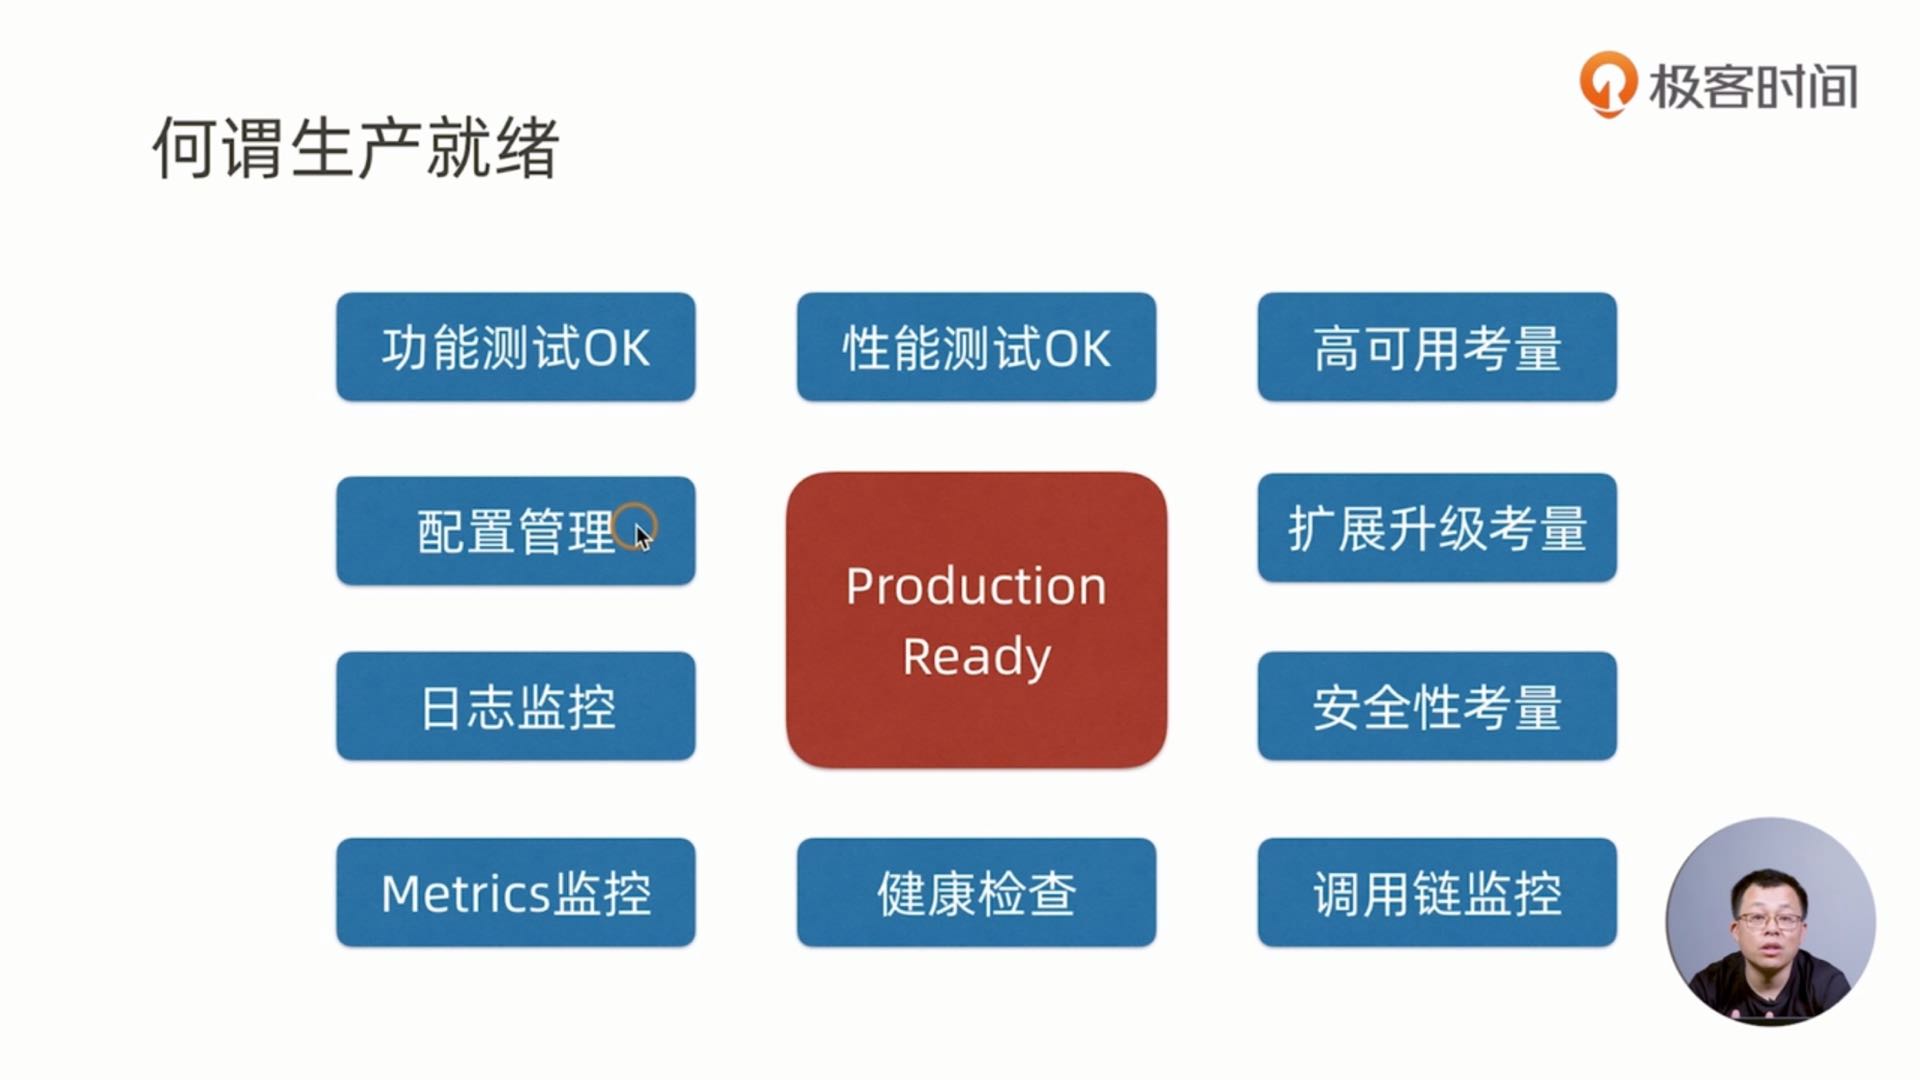 极客时间
何谓生产就绪
功能测试OK
性能测试OK
高可用考量
配置管理
Production
Ready
扩展升级考量
日志监控
安全性考量
Metrics监控
健康检查
调用链监控